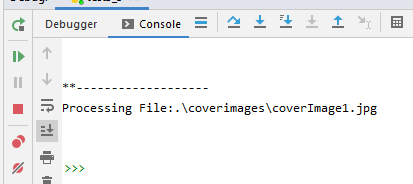 Debugger
Console
**-------------------
Processing File:.\coverimages\coverImage1.jpg
>>>